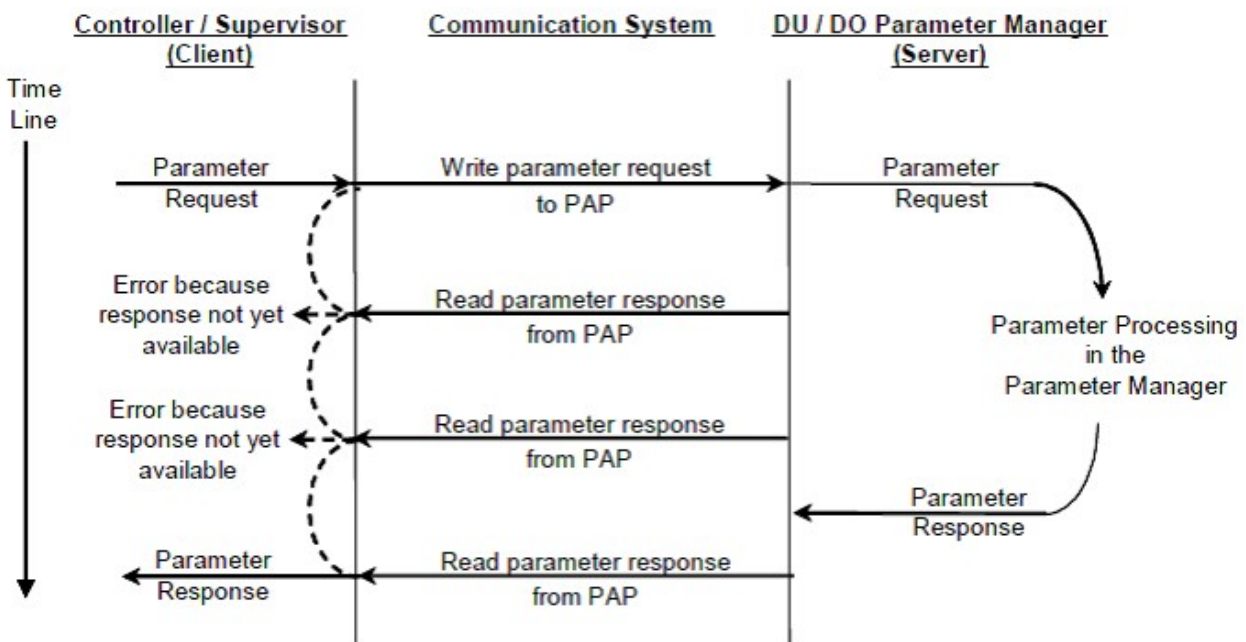 Controller / Supervisor
(Client)
Communication System
DU / DO Parameter Manager
(Server)
Time
Line
Parameter
Request
Write parameter request
to PAP
Parameter
Request
Error because
response not yet
available
Read parameter response
from PAP
Parameter Processing
in the
Parameter Manager
Error because
response not yet
available
Read parameter response
from PAP
Parameter
Response
Parameter
Response
Read parameter response
from PAP